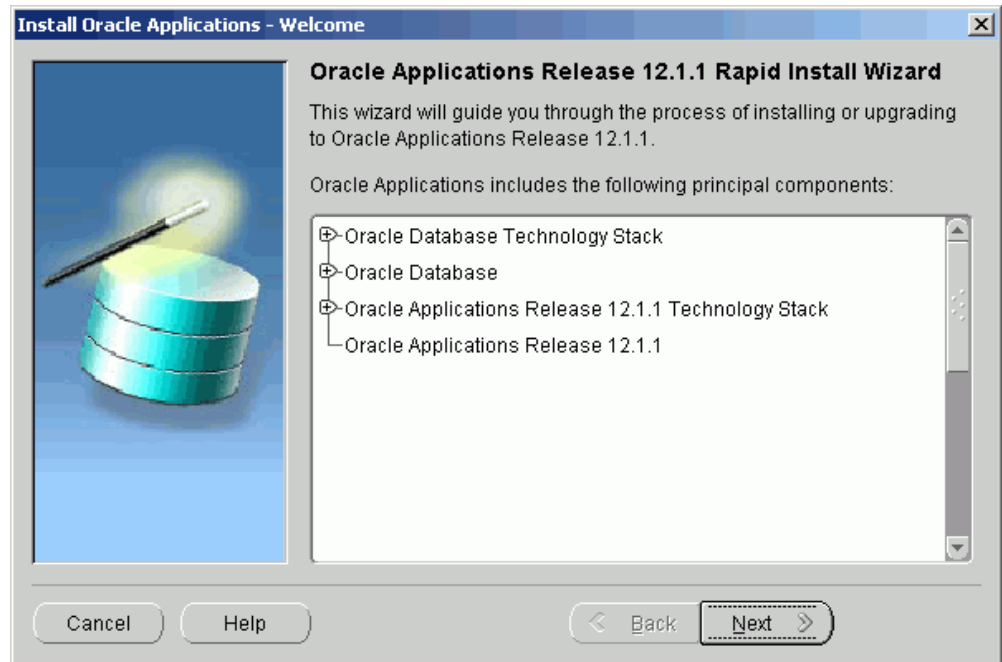 Install Oracle Applications - Welcome
Oracle Applications Release 12.1.1 Rapid Install Wizard
This wizard will guide you through the process of installing or upgrading
to Oracle Applications Release 12.1.1.
Oracle Applications includes the following principal components:
Oracle Database Technology Stack
Oracle Database
Oracle Applications Release 12.1.1 Technology Stack
Oracle Applications Release 12.1.1
Cancel
Help
Back
Next